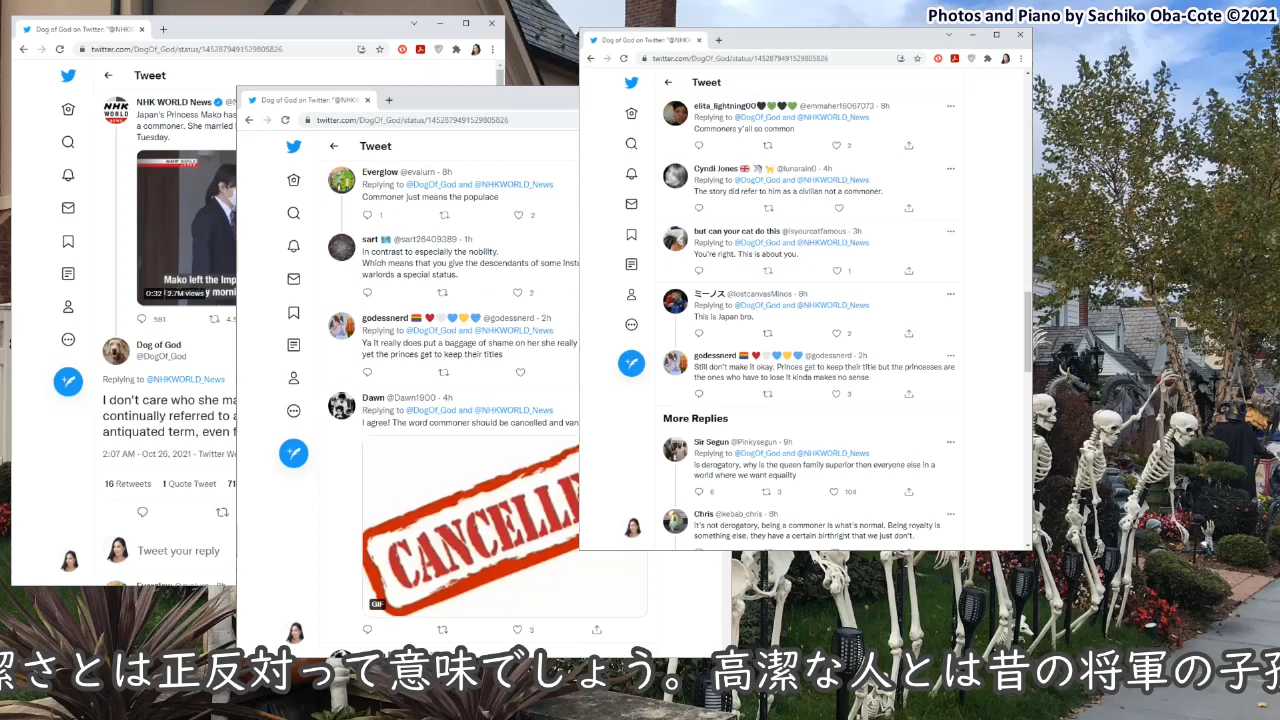 Photos and Piano by Sachiko Oba-Cote ©2021
Dog of God on Twitter: "@NHK
twitter.com/DogOf_God/status/1452879491529805826
Tweet
NHK WORLD News
Japan's Princess Mako has
a commoner. She married
Tuesday.
NHK WORLD
Mako left the Imp
y morni
0:32
2.7M views
581
4.5
Dog of God
@DogOf_God
Replying to @NHKWORLD_News
I don't care who she ma
continually referred to a
antiquated term, even f
2:07 AM · Oct 26, 2021 · Twitter We
16 Retweets 1 Quote Tweet 71
Tweet your reply
Dog of God on Twitter: "@NHK
twitter.com/DogOf_God/status/1452879491529805826
Tweet
Everglow @evalurn · 8h
Replying to @DogOf_God and @NHKWORLD_News
Commoner just means the populace
1 2
sart @sart26409389 · 1h
In contrast to especially the nobility.
Which means that you give the descendants of some
warlords a special status.
2
godessnerd 🏳️‍🌈❤️🤍💙💛💙 @godessnerd · 2h
Replying to @DogOf_God and @NHKWORLD_News
Ya It really does put a baggage of shame on her she really
yet the princes get to keep their titles
Dawn @Dawn1900 · 4h
Replying to @DogOf_God and @NHKWORLD_News
I agree! The word commoner should be cancelled and van
CANCELLE
GIF
3
Dog of God on Twitter: "@NHK
twitter.com/DogOf_God/status/1452879491529805826
Tweet
elita_lightning00🖤💚🖤🖤💚 @emmaher16067073 · 8h
Replying to @DogOf_God and @NHKWORLD_News
Commoners y'all so common
2
Cyndi Jones 🇬🇧 @lunarain0 · 4h
Replying to @DogOf_God and @NHKWORLD_News
The story did refer to him as a civilian not a commoner.
but can your cat do this @isyourcatfamous · 3h
Replying to @DogOf_God and @NHKWORLD_News
You're right. This is about you.
1
ミーノス @lostcanvasMinos · 8h
Replying to @DogOf_God and @NHKWORLD_News
This is Japan bro.
2
godessnerd 🏳️‍🌈❤️🤍💙💛💙 @godessnerd · 2h
Still don't make it okay. Princes get to keep their title but the princesses are
the ones who have to lose it kinda makes no sense
3
More Replies
Sir Segun @Pinkysegun · 9h
Replying to @DogOf_God and @NHKWORLD_News
Is derogatory, why is the queen family superior then everyone else in a
world where we want equality
6 3 104
Chris @kebab_chris · 8h
It's not derogatory, being a commoner is what's normal. Being royalty is
something else, they have a certain birthright that we just don't.
潔さとは正反対って意味でしょう。高潔な人とは昔の将軍の子孫